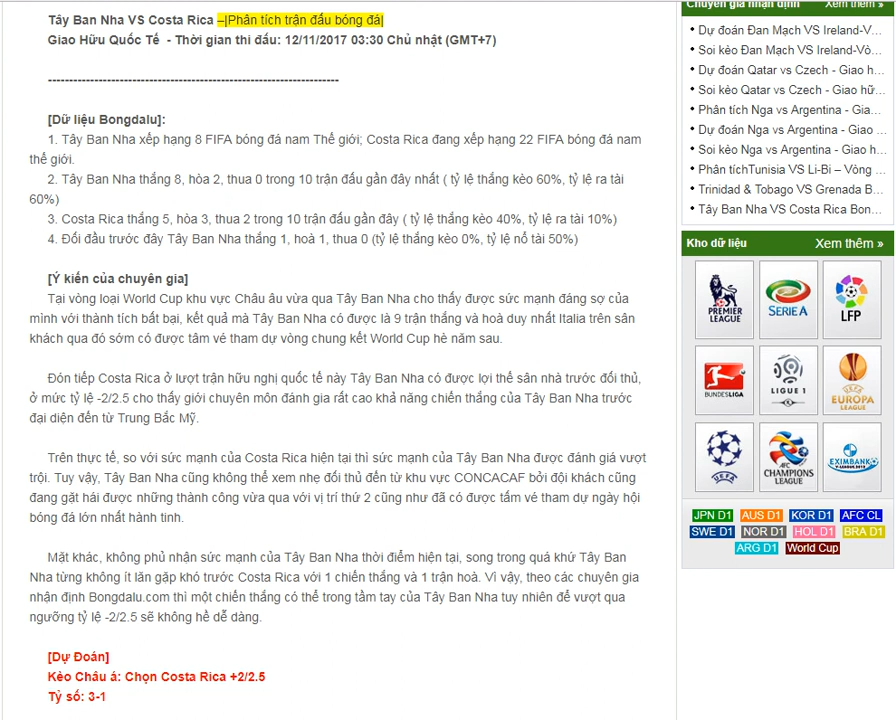 Tây Ban Nha VS Costa Rica –|Phân tích trận đấu bóng đá|
Giao Hữu Quốc Tế - Thời gian thi đấu: 12/11/2017 03:30 Chủ nhật (GMT+7)
----------------------------------------------------------------------
[Dữ liệu Bongdalu]:
1. Tây Ban Nha xếp hạng 8 FIFA bóng đá nam Thế giới; Costa Rica đang xếp hạng 22 FIFA bóng đá nam
thế giới.
2. Tây Ban Nha thắng 8, hòa 2, thua 0 trong 10 trận đấu gần đây nhất ( tỷ lệ thắng kèo 60%, tỷ lệ ra tài
60%)
3. Costa Rica thắng 5, hòa 3, thua 2 trong 10 trận đấu gần đây ( tỷ lệ thắng kèo 40%, tỷ lệ ra tài 10%)
4. Đối đầu trước đây Tây Ban Nha thắng 1, hoà 1, thua 0 (tỷ lệ thắng kèo 0%, tỷ lệ nổ tài 50%)
[Ý kiến của chuyên gia]
Tại vòng loại World Cup khu vực Châu âu vừa qua Tây Ban Nha cho thấy được sức mạnh đáng sợ của
mình với thành tích bất bại, kết quả mà Tây Ban Nha có được là 9 trận thắng và hoà duy nhất Italia trên sân
khách qua đó sớm có được tâm vé tham dự vòng chung kết World Cup hè năm sau.
Đón tiếp Costa Rica ở lượt trận hữu nghị quốc tế này Tây Ban Nha có được lợi thế sân nhà trước đối thủ,
ở mức tỷ lệ -2/2.5 cho thấy giới chuyên môn đánh gia rất cao khả năng chiến thắng của Tây Ban Nha trước
đại diện đến từ Trung Bắc Mỹ.
Trên thực tế, so với sức mạnh của Costa Rica hiện tại thì sức mạnh của Tây Ban Nha được đánh giá vượt
trội. Tuy vậy, Tây Ban Nha cũng không thể xem nhẹ đối thủ đến từ khu vực CONCACAF bởi đội khách cũng
đang gặt hái được những thành công vừa qua với vị trí thứ 2 cũng như đã có được tấm vé tham dự ngày hội
bóng đá lớn nhất hành tinh.
Mặt khác, không phủ nhận sức mạnh của Tây Ban Nha thời điểm hiện tại, song trong quá khứ Tây Ban
Nha từng không ít lần gặp khó trước Costa Rica với 1 chiến thắng và 1 trận hoà. Vì vậy, theo các chuyên gia
nhận định Bongdalu.com thì một chiến thắng có thể trong tầm tay của Tây Ban Nha tuy nhiên để vượt qua
ngưỡng tỷ lệ -2/2.5 sẽ không hề dễ dàng.
[Dự Đoán]
Kèo Châu á: Chọn Costa Rica +2/2.5
Tỷ số: 3-1
Chuyên gia nhận định Xem thêm »
Dự đoán Đan Mạch VS Ireland-V...
Soi kèo Đan Mạch VS Ireland-Vò...
Dự đoán Qatar vs Czech - Giao h...
Soi kèo Qatar vs Czech - Giao hữ...
Phân tích Nga vs Argentina - Gia...
Dự đoán Nga vs Argentina - Giao ...
Soi kèo Nga vs Argentina - Giao h...
Phân tíchTunisia VS Li-Bi – Vòng ...
Trinidad & Tobago VS Grenada B...
Tây Ban Nha VS Costa Rica Bon...
Kho dữ liệu Xem thêm »
PREMIER LEAGUE
SERIE A
LFP
BUNDESLIGA
LIGUE 1
UEFA EUROPA LEAGUE
UEFA
AFC CHAMPIONS LEAGUE
EXIMBANK
JPN D1 AUS D1 KOR D1 AFC CL
SWE D1 NOR D1 HOL D1 BRA D1
ARG D1 World Cup